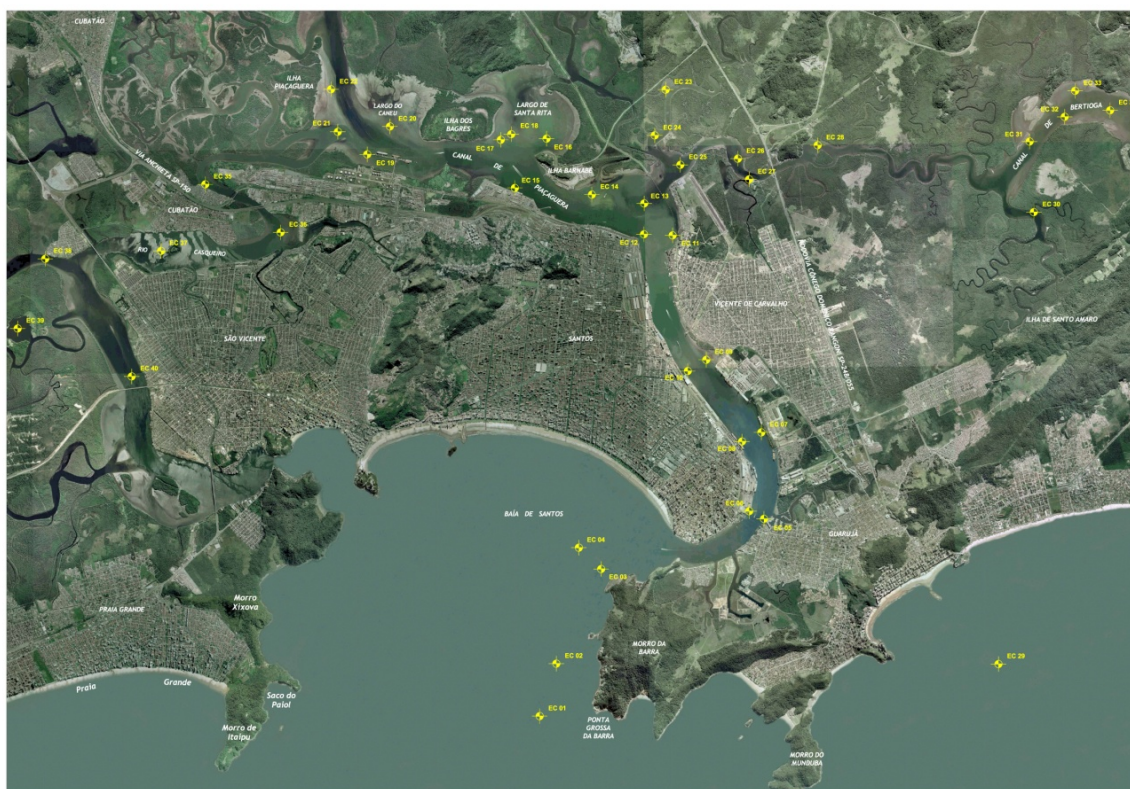 CUBATÃO
EC 22
EC 23
EC 33
ILHA
PIAÇAGUERA
LARGO DO
CANEU
LARGO DE
SANTA RITA
EC
EC 32
BERTIOGA
EC 20
ILHA DOS
BAGRES
EC 21
EC 18
EC 24
DE
EC 17
EC 16
EC 28
EC 31
EC 19
CANAL
DE
PIAÇAGUERA
ILHA BARNABÉ
EC 25
EC 26
CANAL
VIA ANCHIETA SP-150
EC 35
EC 15
EC 14
EC 27
EC 13
CUBATÃO
EC 30
EC 36
EC 12
EC 11
RIO
EC 37
CASQUEIRO
EC 38
VICENTE DE CARVALHO
EC 39
SÃO VICENTE
SANTOS
ILHA DE SANTO AMARO
EC 09
EC 10
EC 40
EC 07
EC 08
BAÍA DE SANTOS
EC 06
EC 05
GUARUJÁ
EC 04
EC 03
Morro
Xixova
PRAIA GRANDE
MORRO DA
BARRA
EC 02
EC 29
Praia
Grande
Saco do
Paiol
EC 01
PONTA
GROSSA
DA BARRA
Morro de
Itaipu
MORRO DO
MUNDUBA